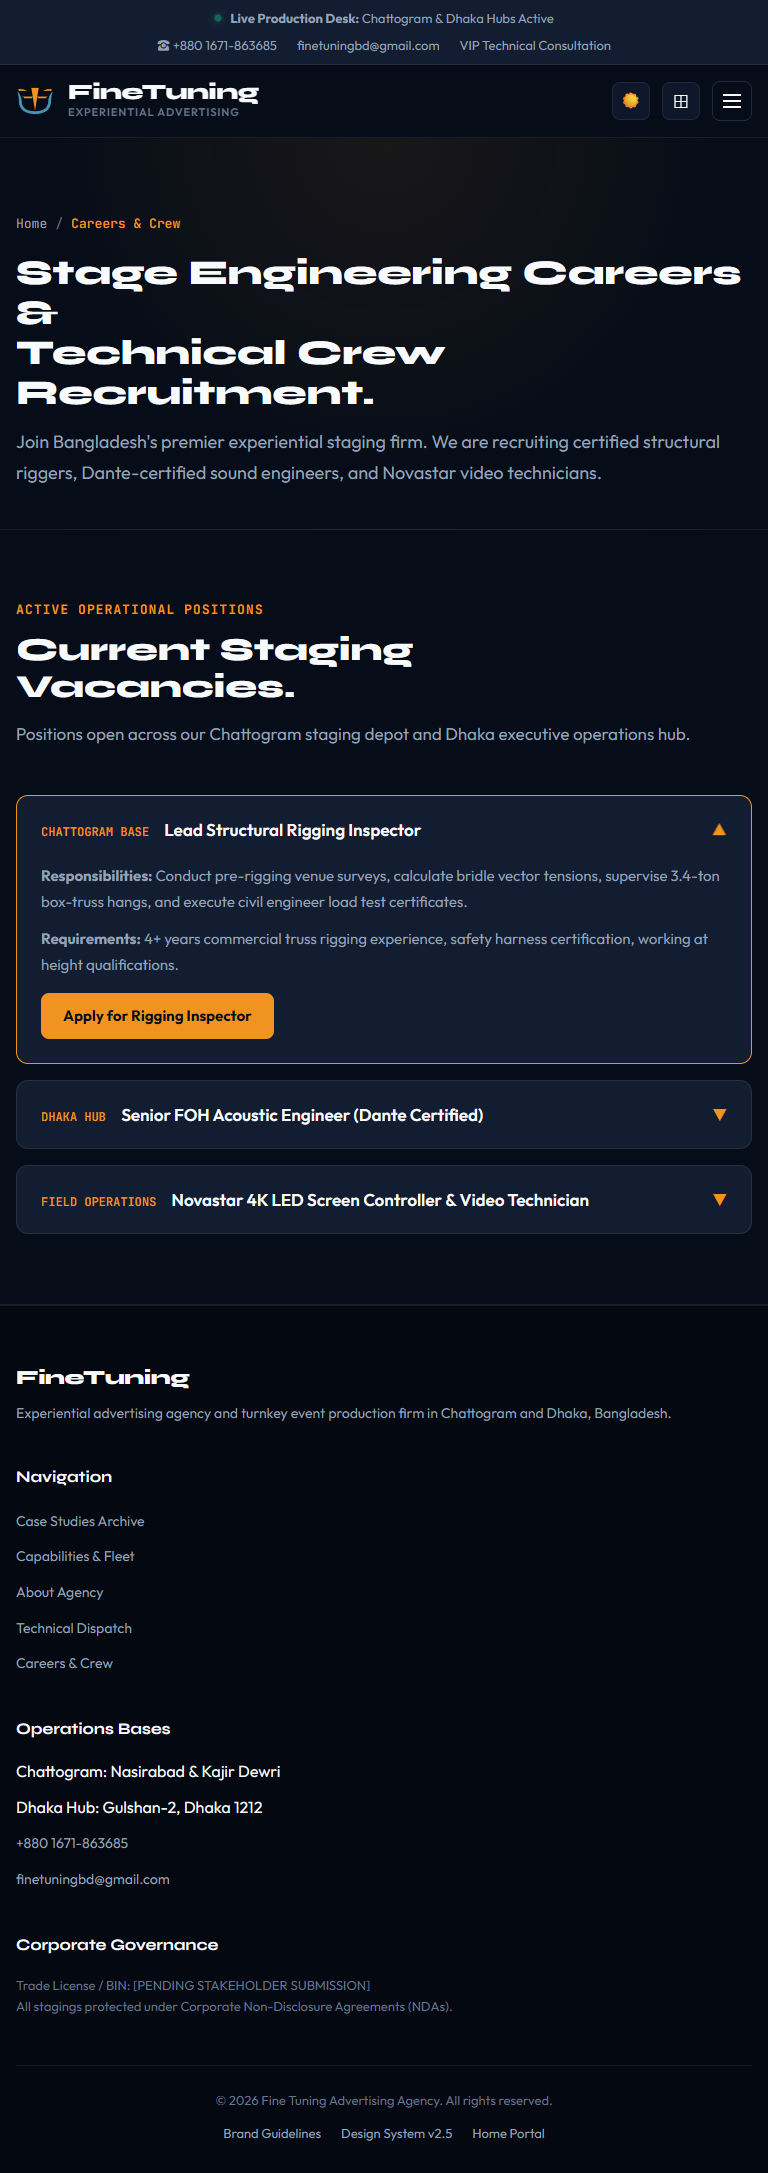 Live Production Desk: Chattogram & Dhaka Hubs Active
☎ +880 1671-863685 finetuningbd@gmail.com VIP Technical Consultation
FineTuning
EXPERIENTIAL ADVERTISING
Home / Careers & Crew
Stage Engineering Careers
&
Technical Crew
Recruitment.
Join Bangladesh's premier experiential staging firm. We are recruiting certified structural
riggers, Dante-certified sound engineers, and Novastar video technicians.
ACTIVE OPERATIONAL POSITIONS
Current Staging
Vacancies.
Positions open across our Chattogram staging depot and Dhaka executive operations hub.
CHATTOGRAM BASE Lead Structural Rigging Inspector ▲
Responsibilities: Conduct pre-rigging venue surveys, calculate bridle vector tensions, supervise 3.4-ton
box-truss hangs, and execute civil engineer load test certificates.
Requirements: 4+ years commercial truss rigging experience, safety harness certification, working at
height qualifications.
Apply for Rigging Inspector
DHAKA HUB Senior FOH Acoustic Engineer (Dante Certified) ▼
FIELD OPERATIONS Novastar 4K LED Screen Controller & Video Technician ▼
FineTuning
Experiential advertising agency and turnkey event production firm in Chattogram and Dhaka, Bangladesh.
Navigation
Case Studies Archive
Capabilities & Fleet
About Agency
Technical Dispatch
Careers & Crew
Operations Bases
Chattogram: Nasirabad & Kajir Dewri
Dhaka Hub: Gulshan-2, Dhaka 1212
+880 1671-863685
finetuningbd@gmail.com
Corporate Governance
Trade License / BIN: [PENDING STAKEHOLDER SUBMISSION]
All stagings protected under Corporate Non-Disclosure Agreements (NDAs).
© 2026 Fine Tuning Advertising Agency. All rights reserved.
Brand Guidelines Design System v2.5 Home Portal